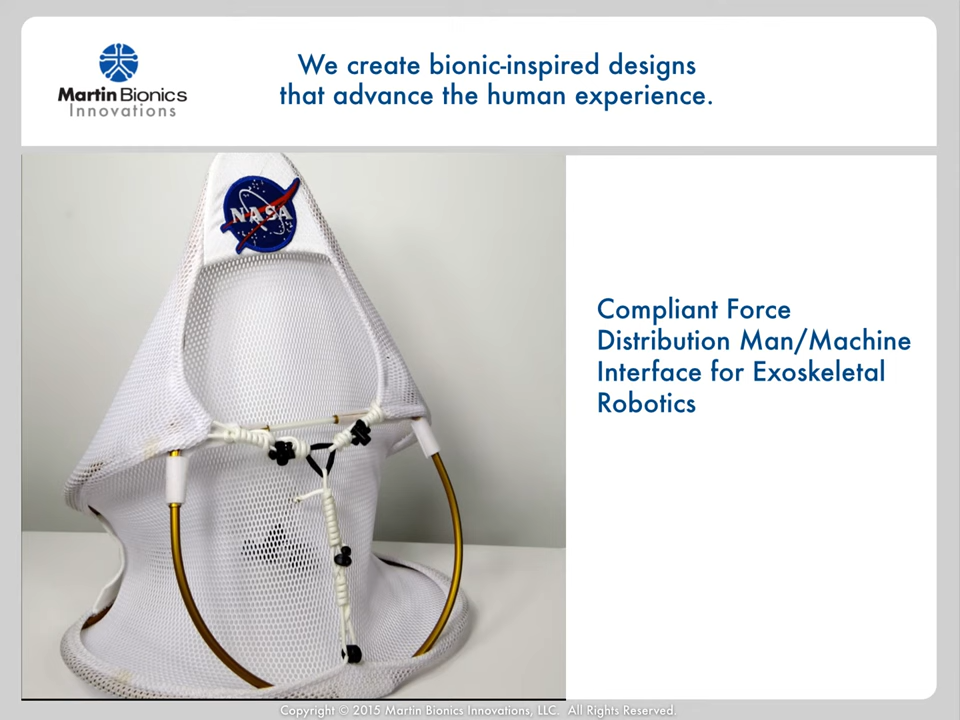 Martin Bionics
Innovations
We create bionic-inspired designs
that advance the human experience.
NASA
Compliant Force
Distribution Man/Machine
Interface for Exoskeletal
Robotics
Copyright © 2015 Martin Bionics Innovations, LLC. All Rights Reserved.